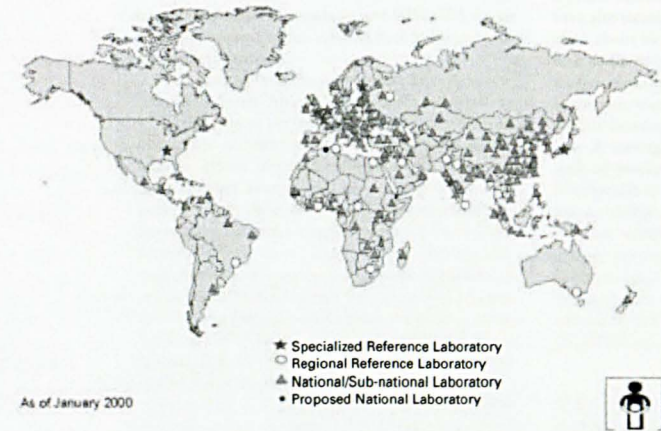 Specialized Reference Laboratory
Regional Reference Laboratory
National/Sub-national Laboratory
Proposed National Laboratory
As of January 2000